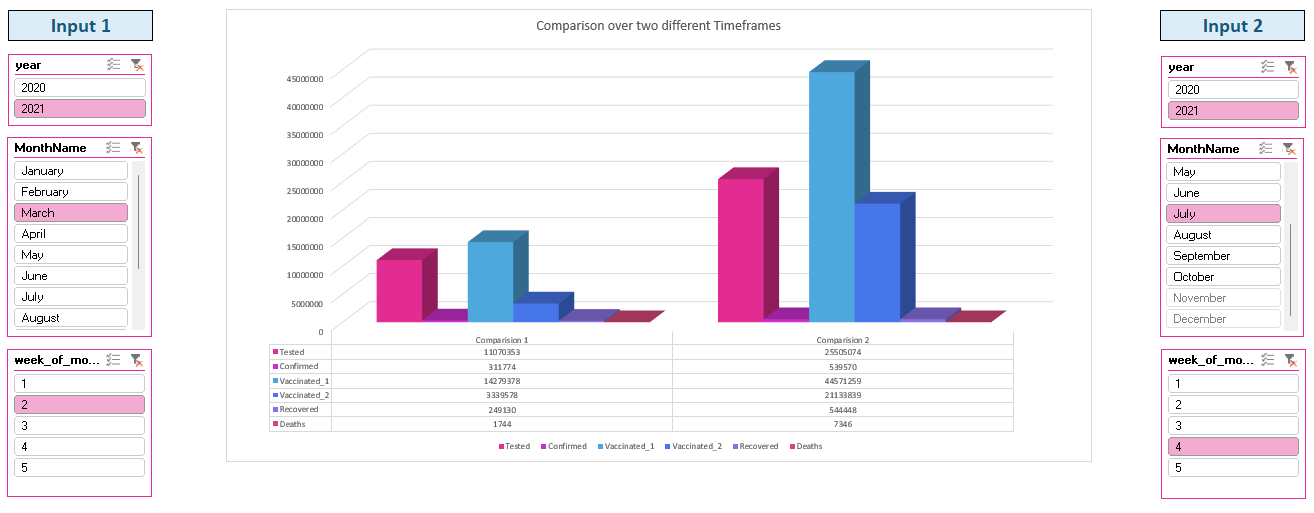 Input 1
year
2020
2021
MonthName
January
February
March
April
May
June
July
August
week_of_mo...
1
2
3
4
5
Comparison over two different Timeframes
45000000
40000000
35000000
30000000
25000000
20000000
15000000
10000000
5000000
0
Comparision 1 Comparision 2
Tested 11070353 25505074
Confirmed 311774 539570
Vaccinated_1 14279378 44571259
Vaccinated_2 3339578 21133839
Recovered 249130 544448
Deaths 1744 7346
Tested Confirmed Vaccinated_1 Vaccinated_2 Recovered Deaths
Input 2
year
2020
2021
MonthName
May
June
July
August
September
October
November
December
week_of_mo...
1
2
3
4
5